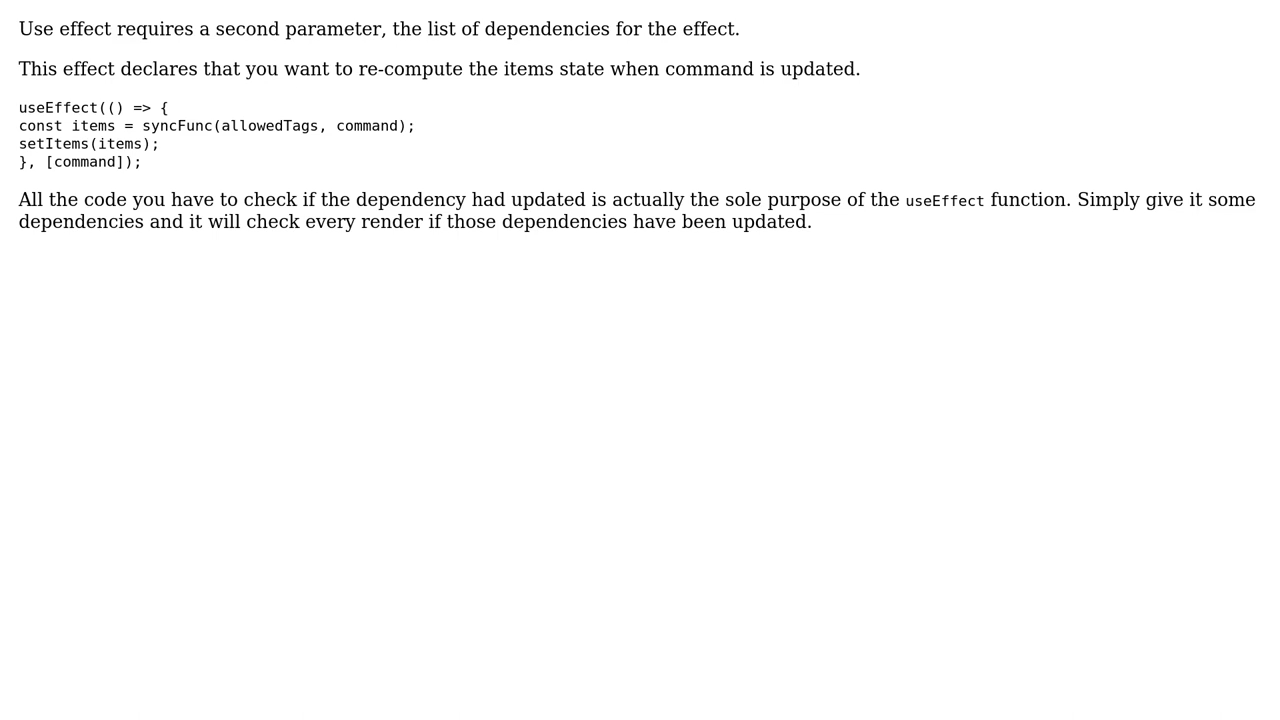 Use effect requires a second parameter, the list of dependencies for the effect.
This effect declares that you want to re-compute the items state when command is updated.
useEffect(() => {
const items = syncFunc(allowedTags, command);
setItems(items);
}, [command]);
All the code you have to check if the dependency had updated is actually the sole purpose of the useEffect function. Simply give it some
dependencies and it will check every render if those dependencies have been updated.